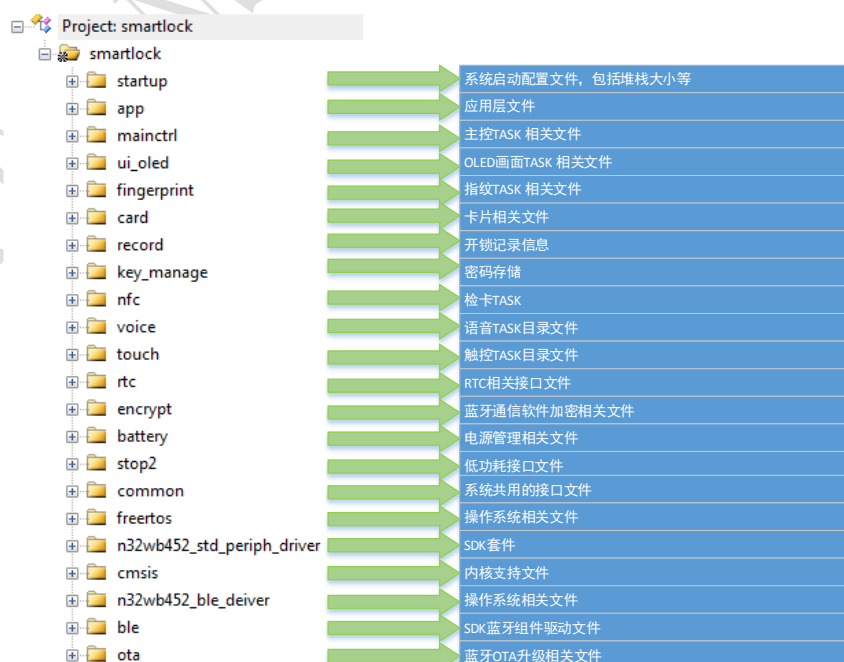 Project: smartlock
smartlock
startup 系统启动配置文件，包括堆栈大小等
app 应用层文件
mainctrl 主控TASK 相关文件
ui_oled OLED画面TASK 相关文件
fingerprint 指纹TASK 相关文件
card 卡片相关文件
record 开锁记录信息
key_manage 密码存储
nfc 检卡TASK
voice 语音TASK目录文件
touch 触控TASK目录文件
rtc RTC相关接口文件
encrypt 蓝牙通信软件加密相关文件
battery 电源管理相关文件
stop2 低功耗接口文件
common 系统共用的接口文件
freertos 操作系统相关文件
n32wb452_std_periph_driver SDK套件
cmsis 内核支持文件
n32wb452_ble_deiver 操作系统相关文件
ble SDK蓝牙组件驱动文件
ota 蓝牙OTA升级相关文件